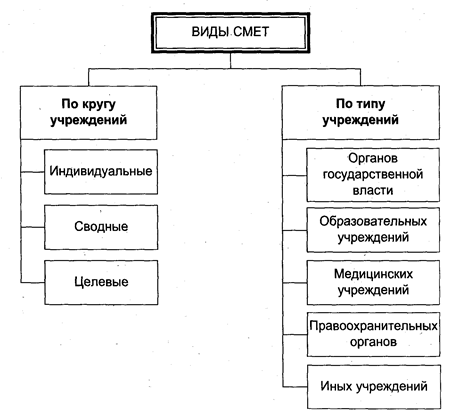 ВИДЫ СМЕТ
По кругу
учреждений
Индивидуальные
Сводные
Целевые
По типу
учреждений
Органов
государственной
власти
Образовательных
учреждений
Медицинских
учреждений
Правоохранительных
органов
Иных учреждений